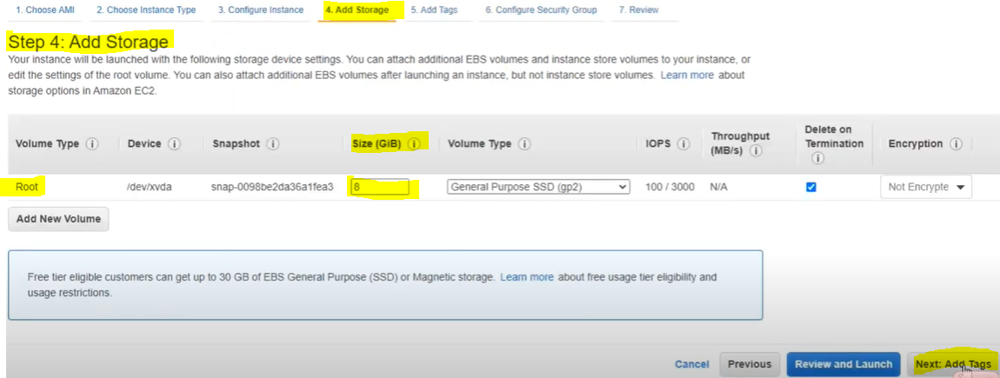 1. Choose AMI 2. Choose Instance Type 3. Configure Instance 4. Add Storage 5. Add Tags 6. Configure Security Group 7. Review
Step 4: Add Storage
Your instance will be launched with the following storage device settings. You can attach additional EBS volumes and instance store volumes to your instance, or
edit the settings of the root volume. You can also attach additional EBS volumes after launching an instance, but not instance store volumes. Learn more about
storage options in Amazon EC2.
Volume Type Device Snapshot Size (GiB) Volume Type IOPS Throughput (MB/s) Delete on Termination Encryption
Root /dev/xvda snap-0098be2da36a1fea3 8 General Purpose SSD (gp2) 100 / 3000 N/A Not Encrypte
Add New Volume
Free tier eligible customers can get up to 30 GB of EBS General Purpose (SSD) or Magnetic storage. Learn more about free usage tier eligibility and
usage restrictions.
Cancel Previous Review and Launch Next: Add Tags